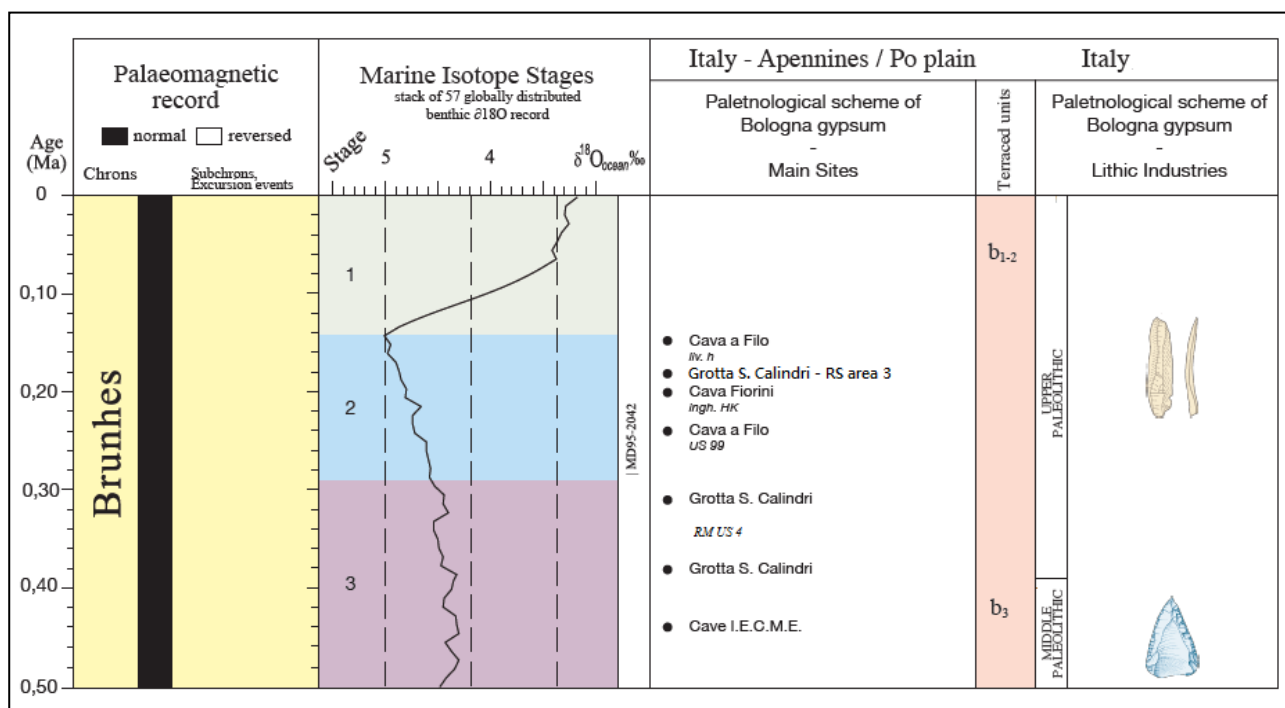 Italy - Apennines / Po plain
Italy
Palaeomagnetic
record
normal
reversed
Marine Isotope Stages
stack of 57 globally distributed
benthic ∂18O record
Paletnological scheme of
Bologna gypsum
-
Main Sites
Terraced units
Paletnological scheme of
Bologna gypsum
-
Lithic Industries
Age
(Ma)
Chrons
Subchrons,
Excursion events
Stage
5
4
δ18Oocean‰
0
0,10
0,20
0,30
0,40
0,50
Brunhes
1
2
3
MD95-2042
Cava a Filo
liv. h
Grotta S. Calindri - RS area 3
Cava Fiorini
ingh. HK
Cava a Filo
US 99
Grotta S. Calindri
RM US 4
Grotta S. Calindri
Cave I.E.C.M.E.
b1-2
b3
UPPER
PALEOLITHIC
MIDDLE
PALEOLITHIC